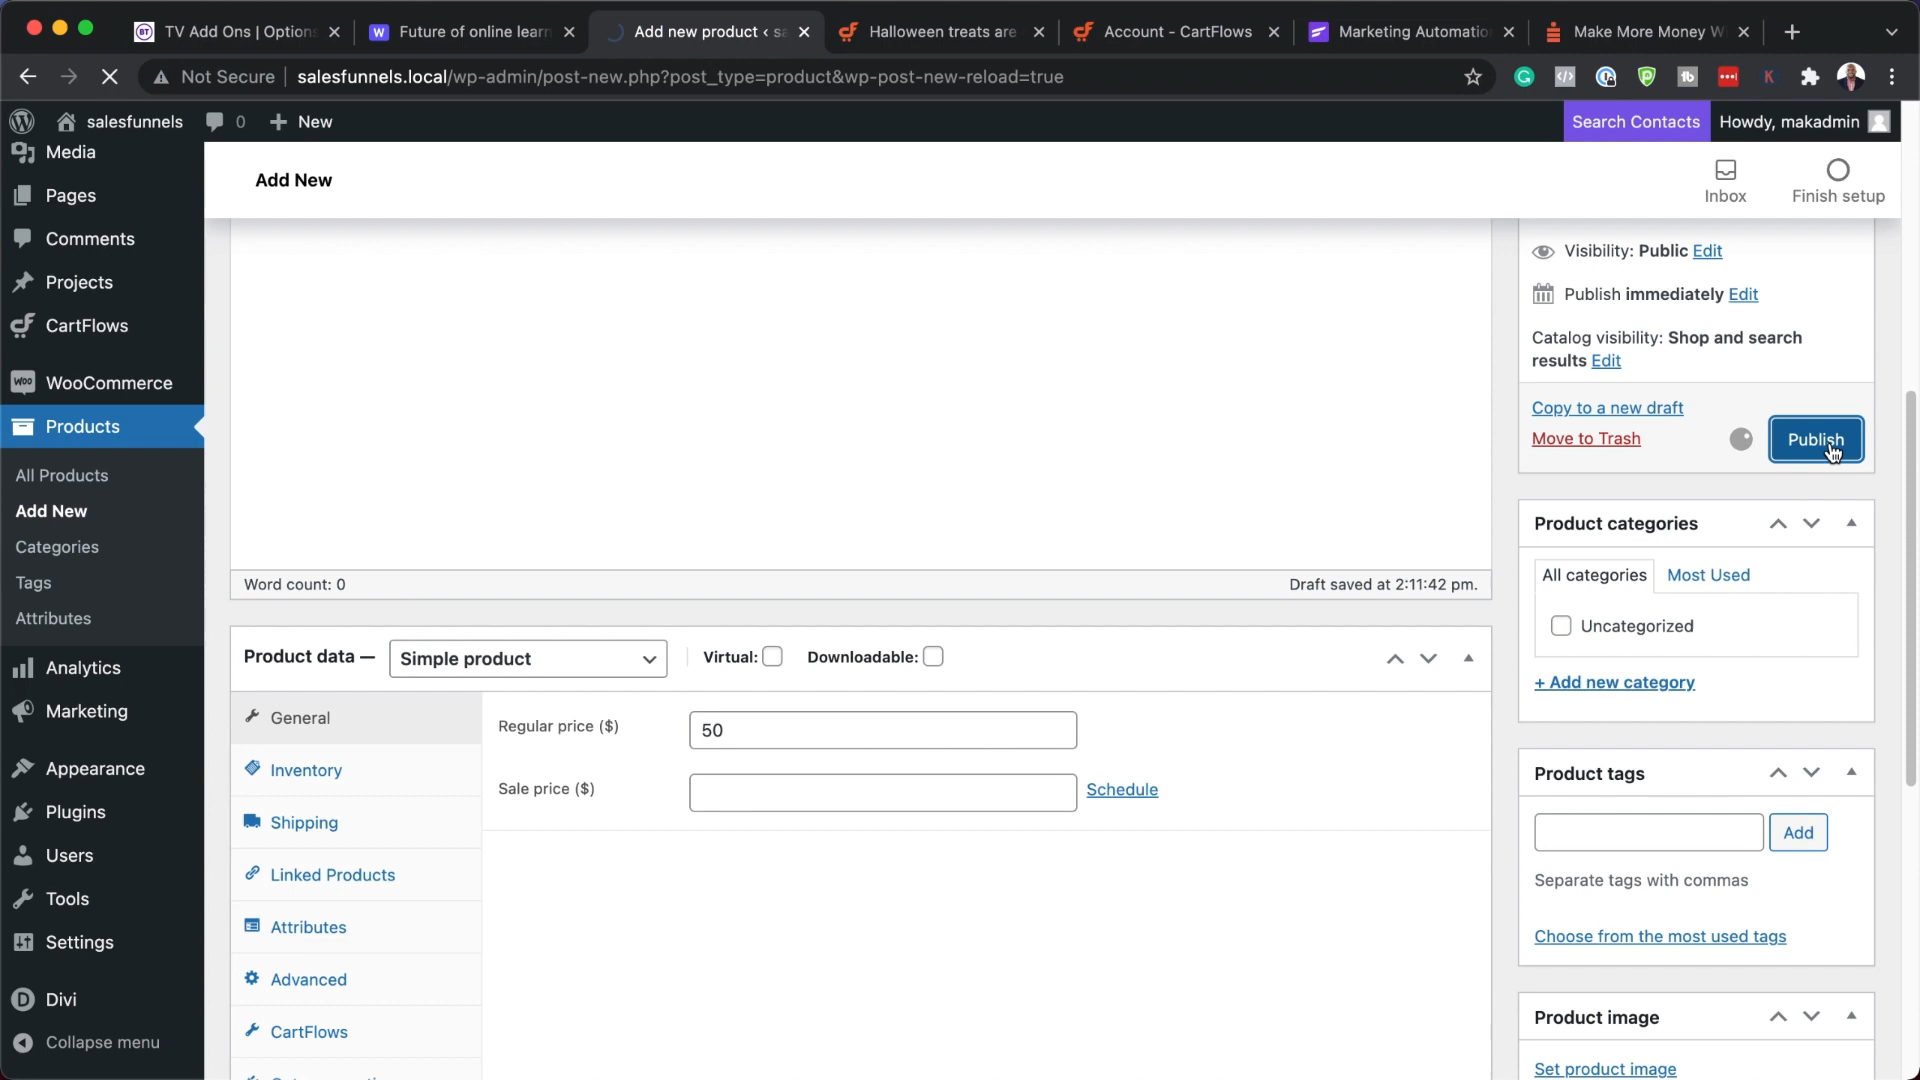 TV Add Ons | Options
Future of online learn
Add new product ‹ sa
Halloween treats are
Account - CartFlows
Marketing Automatio
Make More Money W
Not Secure
salesfunnels.local/wp-admin/post-new.php?post_type=product&wp-post-new-reload=true
salesfunnels
0
New
Search Contacts
Howdy, makadmin
Media
Pages
Comments
Projects
CartFlows
WooCommerce
Products
All Products
Add New
Categories
Tags
Attributes
Analytics
Marketing
Appearance
Plugins
Users
Tools
Settings
Divi
Collapse menu
Add New
Inbox
Finish setup
Word count: 0
Draft saved at 2:11:42 pm.
Product data —
Simple product
Virtual:
Downloadable:
General
Inventory
Shipping
Linked Products
Attributes
Advanced
CartFlows
Regular price ($)
50
Sale price ($)
Schedule
Visibility: Public Edit
Publish immediately Edit
Catalog visibility: Shop and search
results Edit
Copy to a new draft
Move to Trash
Publish
Product categories
All categories
Most Used
Uncategorized
+ Add new category
Product tags
Add
Separate tags with commas
Choose from the most used tags
Product image
Set product image